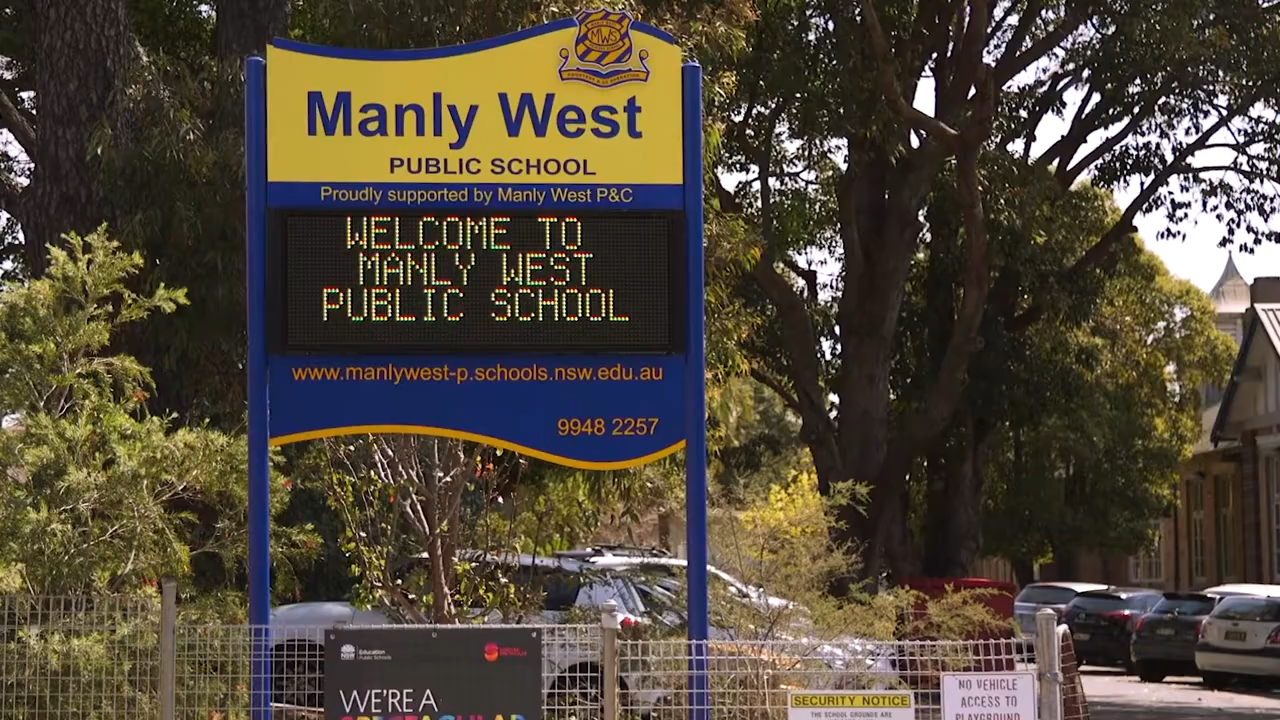 MWS
Manly West
PUBLIC SCHOOL
Proudly supported by Manly West P&C
WELCOME TO
MANLY WEST
PUBLIC SCHOOL
www.manlywest-p.schools.nsw.edu.au
9948 2257
NSW
Education
Public Schools
WE'RE A
SPECTACULAR
SECURITY NOTICE
THE SCHOOL GROUNDS ARE
NO VEHICLE
ACCESS TO
PLAYGROUND